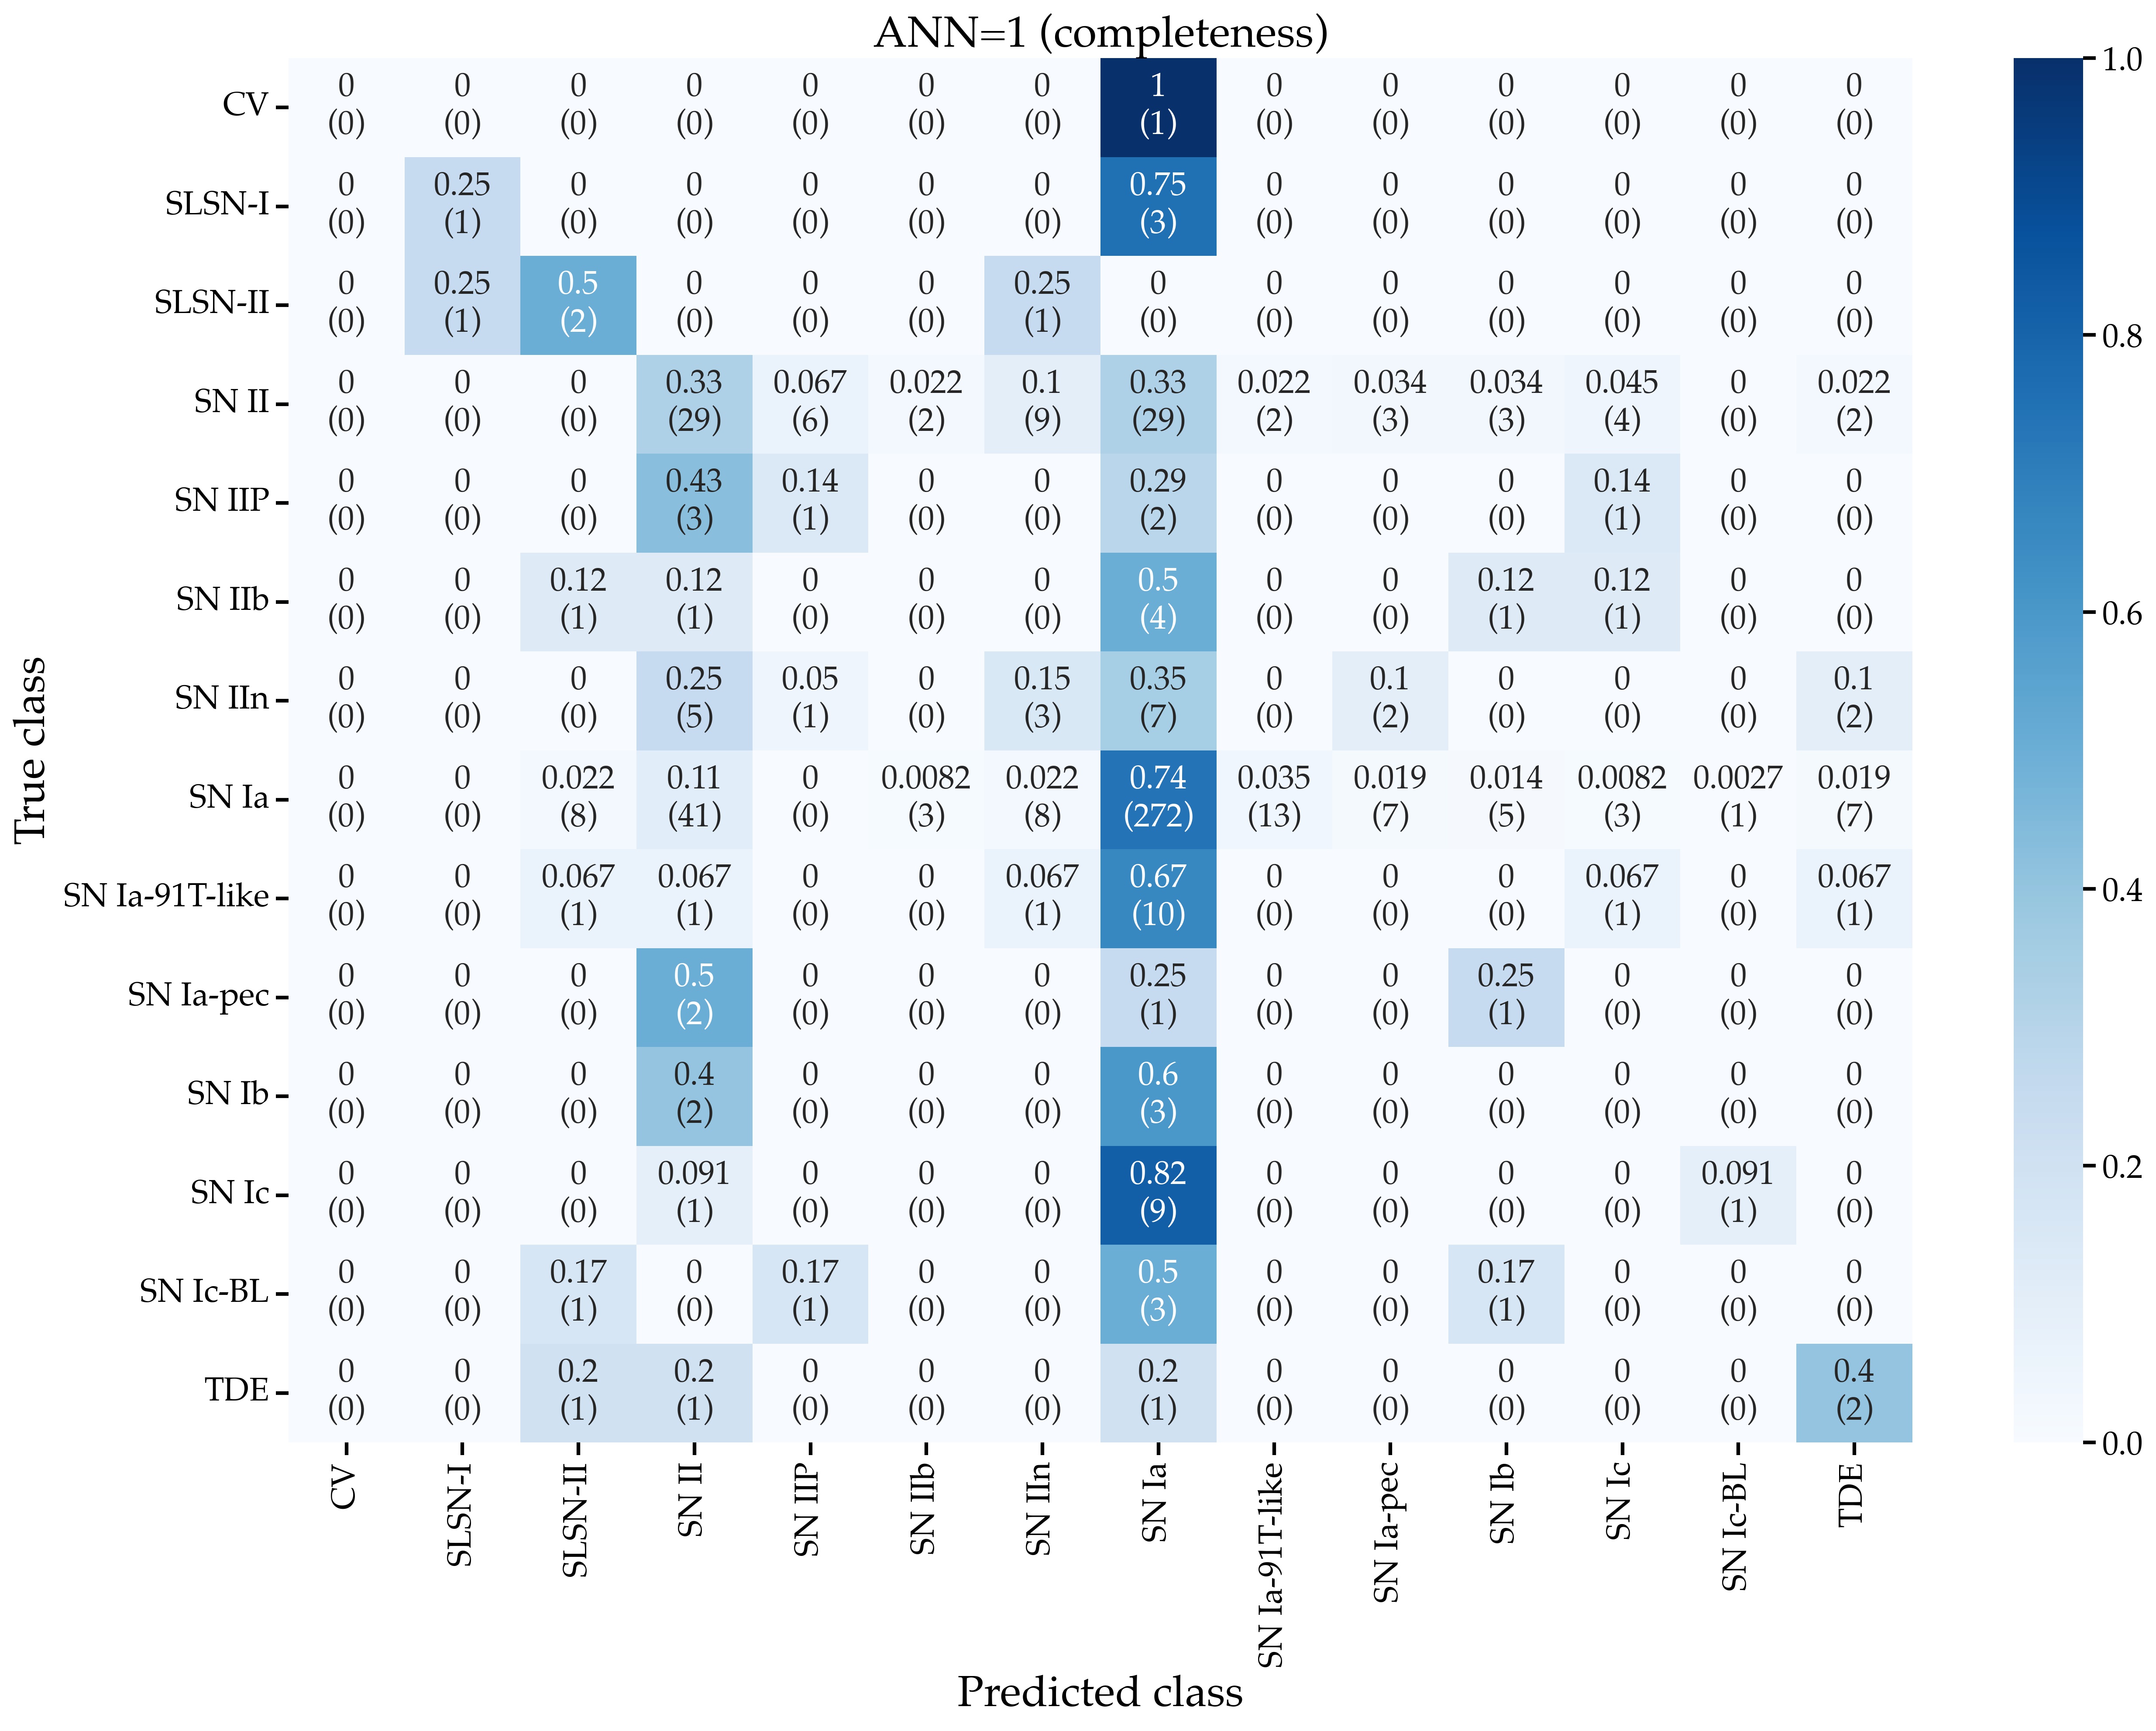 ANN=1 (completeness)
CV 0 0 0 0 0 0 0 1 0 0 0 0 0 0
(0) (0) (0) (0) (0) (0) (0) (1) (0) (0) (0) (0) (0) (0)
SLSN-I 0 0.25 0 0 0 0 0 0.75 0 0 0 0 0 0
(0) (1) (0) (0) (0) (0) (0) (3) (0) (0) (0) (0) (0) (0)
SLSN-II 0 0.25 0.5 0 0 0 0.25 0 0 0 0 0 0 0
(0) (1) (2) (0) (0) (0) (1) (0) (0) (0) (0) (0) (0) (0)
SN II 0 0 0 0.33 0.067 0.022 0.1 0.33 0.022 0.034 0.034 0.045 0 0.022
(0) (0) (0) (29) (6) (2) (9) (29) (2) (3) (3) (4) (0) (2)
SN IIP 0 0 0 0.43 0.14 0 0 0.29 0 0 0 0.14 0 0
(0) (0) (0) (3) (1) (0) (0) (2) (0) (0) (0) (1) (0) (0)
SN IIb 0 0 0.12 0.12 0 0 0 0.5 0 0 0.12 0.12 0 0
(0) (0) (1) (1) (0) (0) (0) (4) (0) (0) (1) (1) (0) (0)
SN IIn 0 0 0 0.25 0.05 0 0.15 0.35 0 0.1 0 0 0 0.1
(0) (0) (0) (5) (1) (0) (3) (7) (0) (2) (0) (0) (0) (2)
SN Ia 0 0 0.022 0.11 0 0.0082 0.022 0.74 0.035 0.019 0.014 0.0082 0.0027 0.019
(0) (0) (8) (41) (0) (3) (8) (272) (13) (7) (5) (3) (1) (7)
SN Ia-91T-like 0 0 0.067 0.067 0 0 0.067 0.67 0 0 0 0.067 0 0.067
(0) (0) (1) (1) (0) (0) (1) (10) (0) (0) (0) (1) (0) (1)
SN Ia-pec 0 0 0 0.5 0 0 0 0.25 0 0 0.25 0 0 0
(0) (0) (0) (2) (0) (0) (0) (1) (0) (0) (1) (0) (0) (0)
SN Ib 0 0 0 0.4 0 0 0 0.6 0 0 0 0 0 0
(0) (0) (0) (2) (0) (0) (0) (3) (0) (0) (0) (0) (0) (0)
SN Ic 0 0 0 0.091 0 0 0 0.82 0 0 0 0 0.091 0
(0) (0) (0) (1) (0) (0) (0) (9) (0) (0) (0) (0) (1) (0)
SN Ic-BL 0 0 0.17 0 0.17 0 0 0.5 0 0 0.17 0 0 0
(0) (0) (1) (0) (1) (0) (0) (3) (0) (0) (1) (0) (0) (0)
TDE 0 0 0.2 0.2 0 0 0 0.2 0 0 0 0 0 0.4
(0) (0) (1) (1) (0) (0) (0) (1) (0) (0) (0) (0) (0) (2)
True class
CV
SLSN-I
SLSN-II
SN II
SN IIP
SN IIb
SN IIn
SN Ia
SN Ia-91T-like
SN Ia-pec
SN Ib
SN Ic
SN Ic-BL
TDE
Predicted class
1.0
0.8
0.6
0.4
0.2
0.0